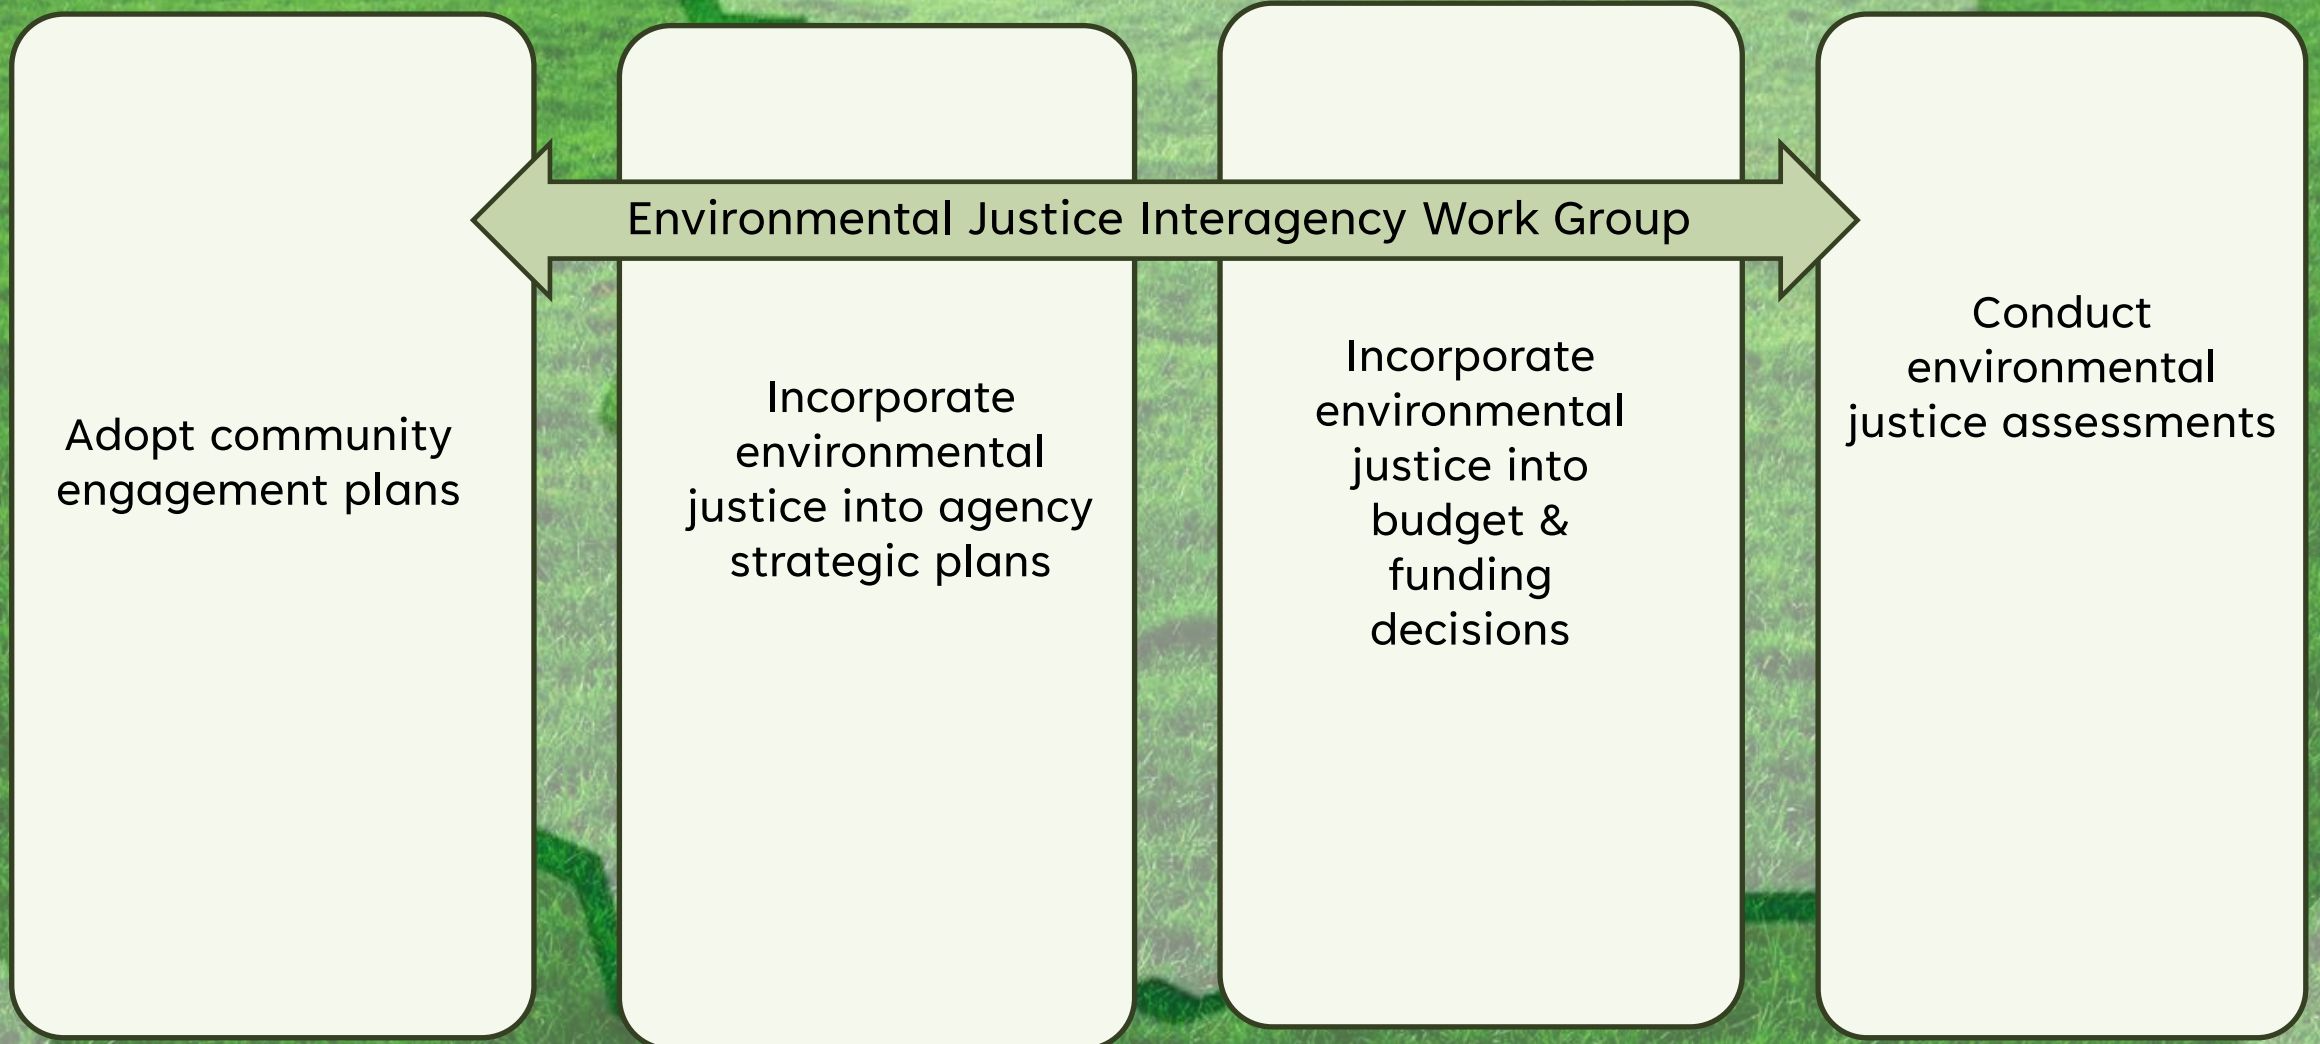 Environmental Justice Interagency Work Group
Adopt community
engagement plans
Incorporate
environmental
justice into agency
strategic plans
Incorporate
environmental
justice into
budget &
funding
decisions
Conduct
environmental
justice assessments